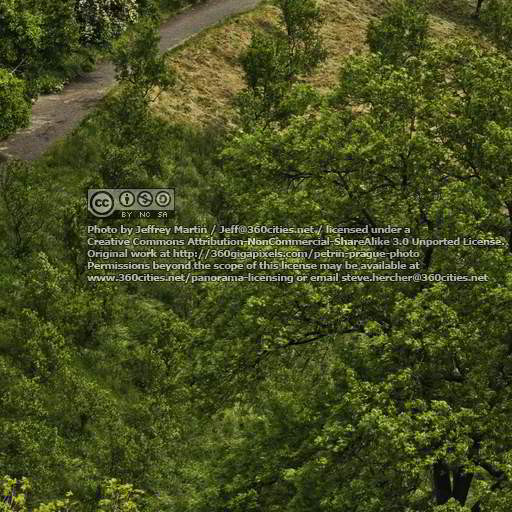 cc BY NC SA
Photo by Jeffrey Martin / Jeff@360cities.net / licensed under a
Creative Commons Attribution-NonCommercial-ShareAlike 3.0 Unported License.
Original work at http://360gigapixels.com/petrin-prague-photo
Permissions beyond the scope of this license may be available at
www.360cities.net/panorama-licensing or email steve.hercher@360cities.net